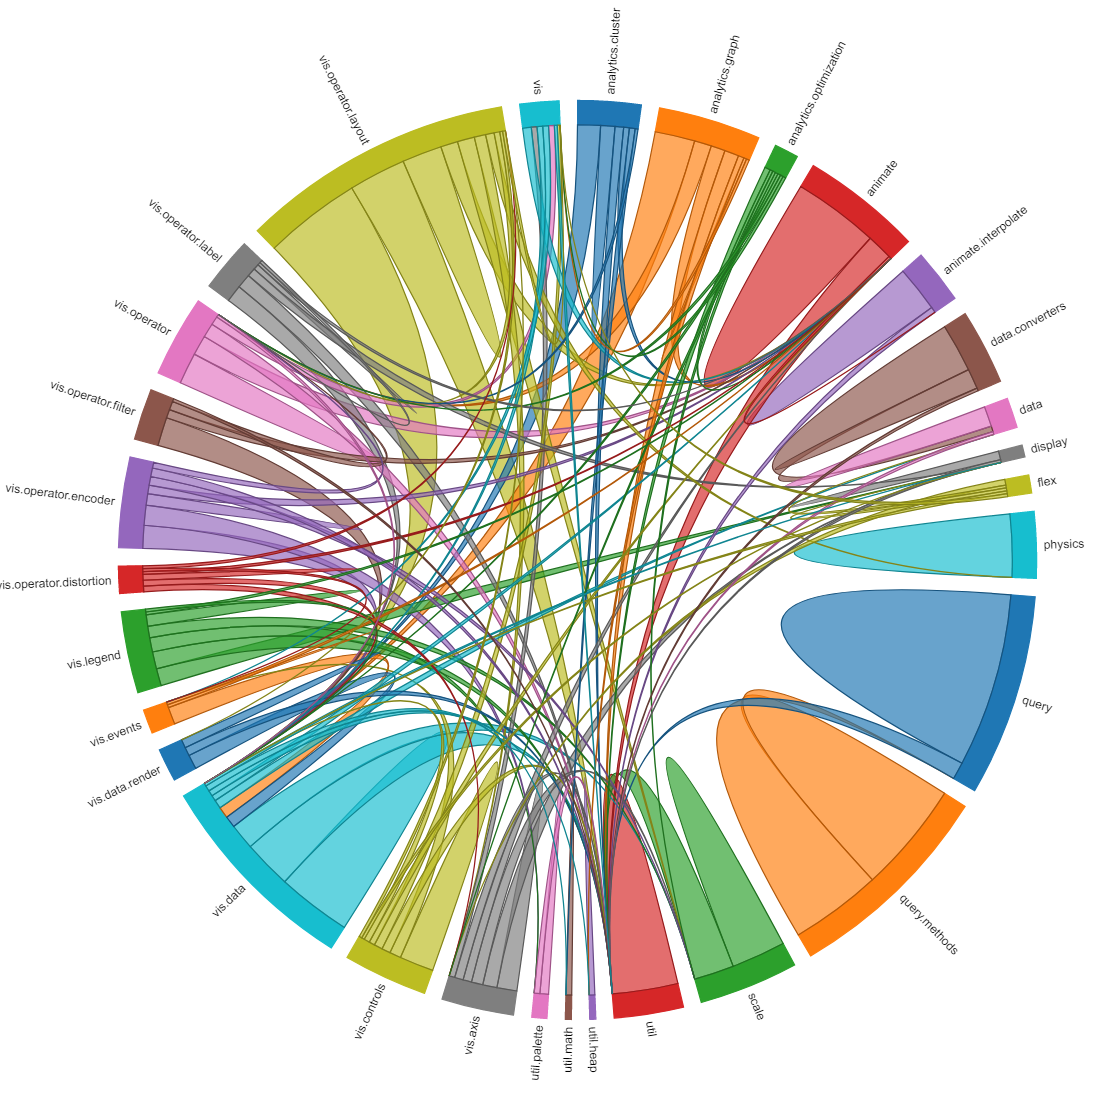 analytics.cluster
analytics.graph
analytics.optimization
animate
animate.interpolate
data.converters
data
display
flex
physics
query
query.methods
scale
util
util.heap
util.math
util.palette
vis.axis
vis.controls
vis.data
vis.data.render
vis.events
vis.legend
vis.operator.distortion
vis.operator.encoder
vis.operator.filter
vis.operator
vis.operator.label
vis.operator.layout
vis